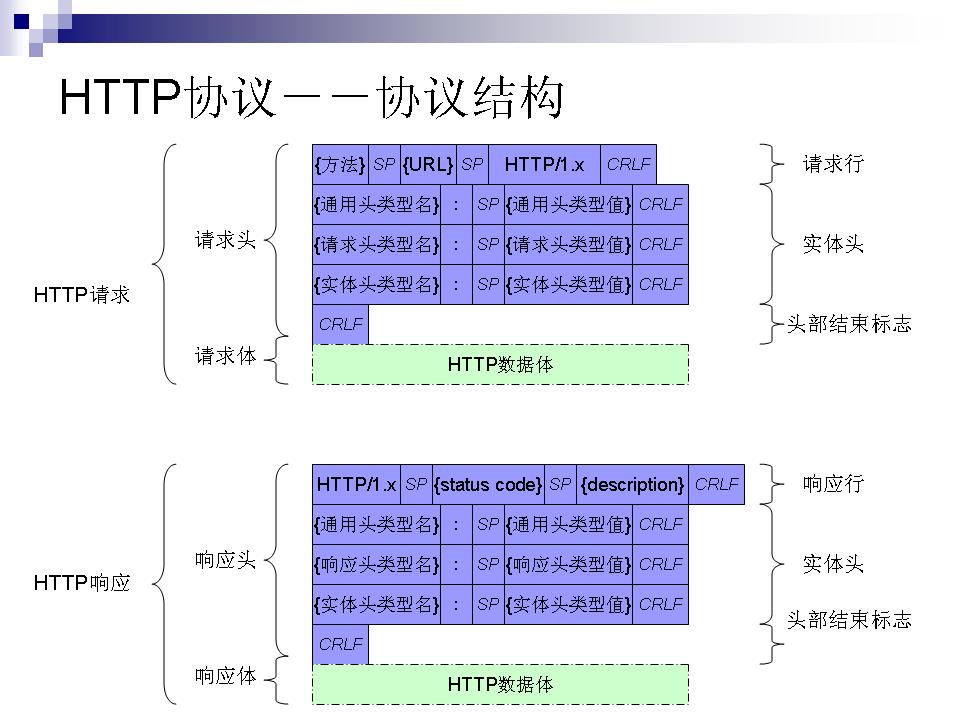 HTTP协议－－协议结构
{方法} SP {URL} SP HTTP/1.x CRLF 请求行
{通用头类型名} : SP {通用头类型值} CRLF
请求头 {请求头类型名} : SP {请求头类型值} CRLF 实体头
{实体头类型名} : SP {实体头类型值} CRLF
HTTP请求
CRLF 头部结束标志
请求体 HTTP数据体
HTTP/1.x SP {status code} SP {description} CRLF 响应行
{通用头类型名} : SP {通用头类型值} CRLF
响应头 {响应头类型名} : SP {响应头类型值} CRLF 实体头
HTTP响应
{实体头类型名} : SP {实体头类型值} CRLF
头部结束标志
CRLF
响应体 HTTP数据体